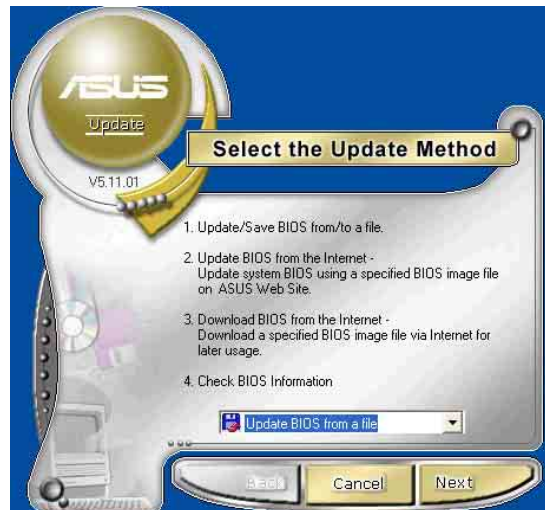 ASUS
Update
V5.11.01
Select the Update Method
1. Update/Save BIOS from/to a file.
2. Update BIOS from the Internet -
Update system BIOS using a specified BIOS image file
on ASUS Web Site.
3. Download BIOS from the Internet -
Download a specified BIOS image file via Internet for
later usage.
4. Check BIOS Information
Update BIOS from a file
Back
Cancel
Next